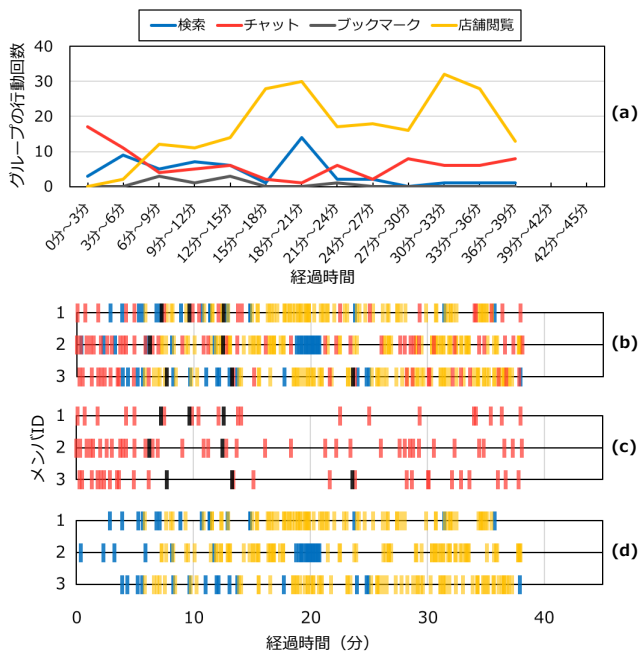 検索 チャット ブックマーク 店舗閲覧
グループの行動回数
40
30
20
10
0
(a)
0分~3分 3分~6分 6分~9分 9分~12分 12分~15分 15分~18分 18分~21分 21分~24分 24分~27分 27分~30分 30分~33分 33分~36分 36分~39分 39分~42分 42分~45分
経過時間
メンバID
1
2
3
(b)
1
2
3
(c)
1
2
3
(d)
0 10 20 30 40
経過時間（分）